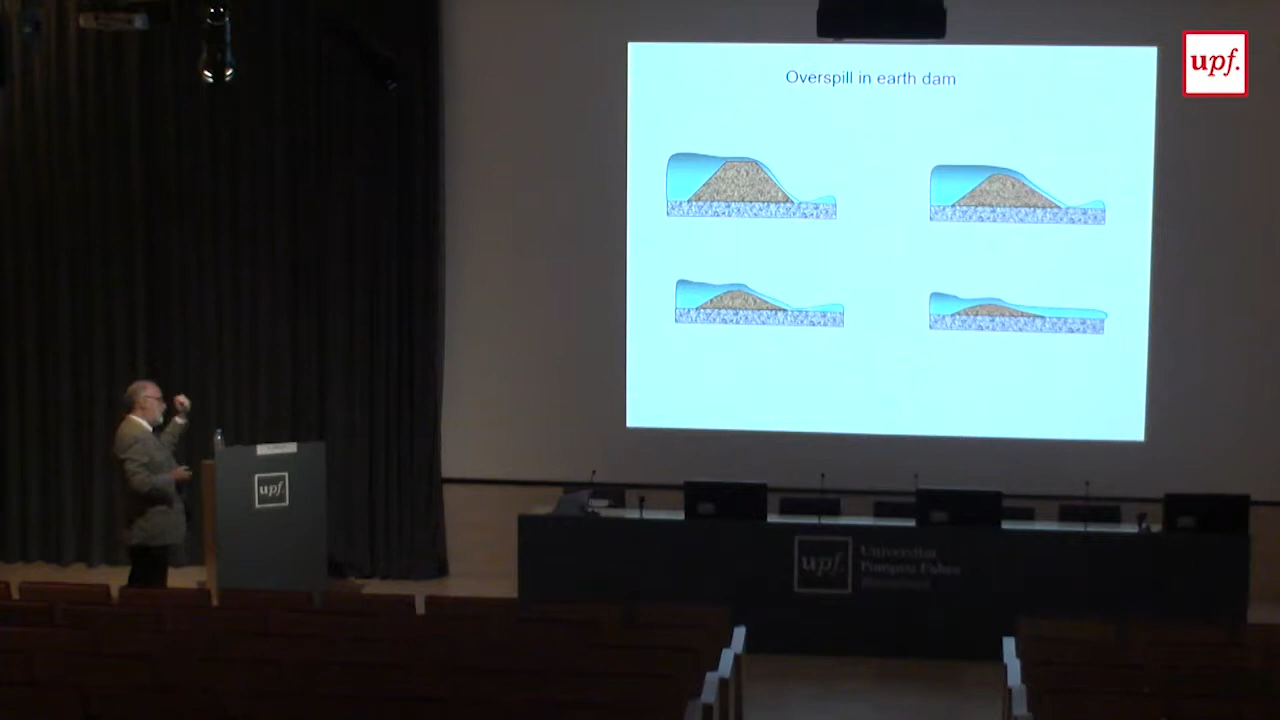 Overspill in earth dam
upf.
upf.
upf.
Universitat
Pompeu Fabra
Barcelona